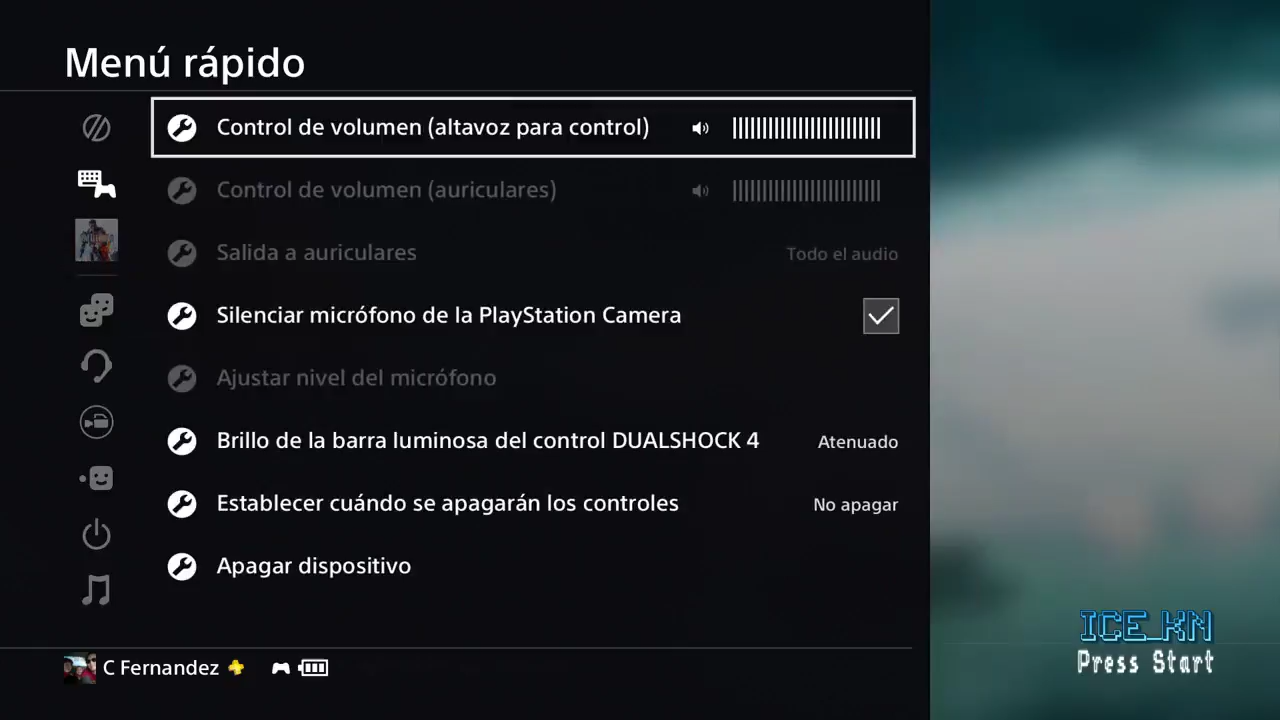 Menú rápido
Control de volumen (altavoz para control)
Control de volumen (auriculares)
Salida a auriculares Todo el audio
Silenciar micrófono de la PlayStation Camera
Ajustar nivel del micrófono
Brillo de la barra luminosa del control DUALSHOCK 4 Atenuado
Establecer cuándo se apagarán los controles No apagar
Apagar dispositivo
C Fernandez
ICE_KN
Press Start